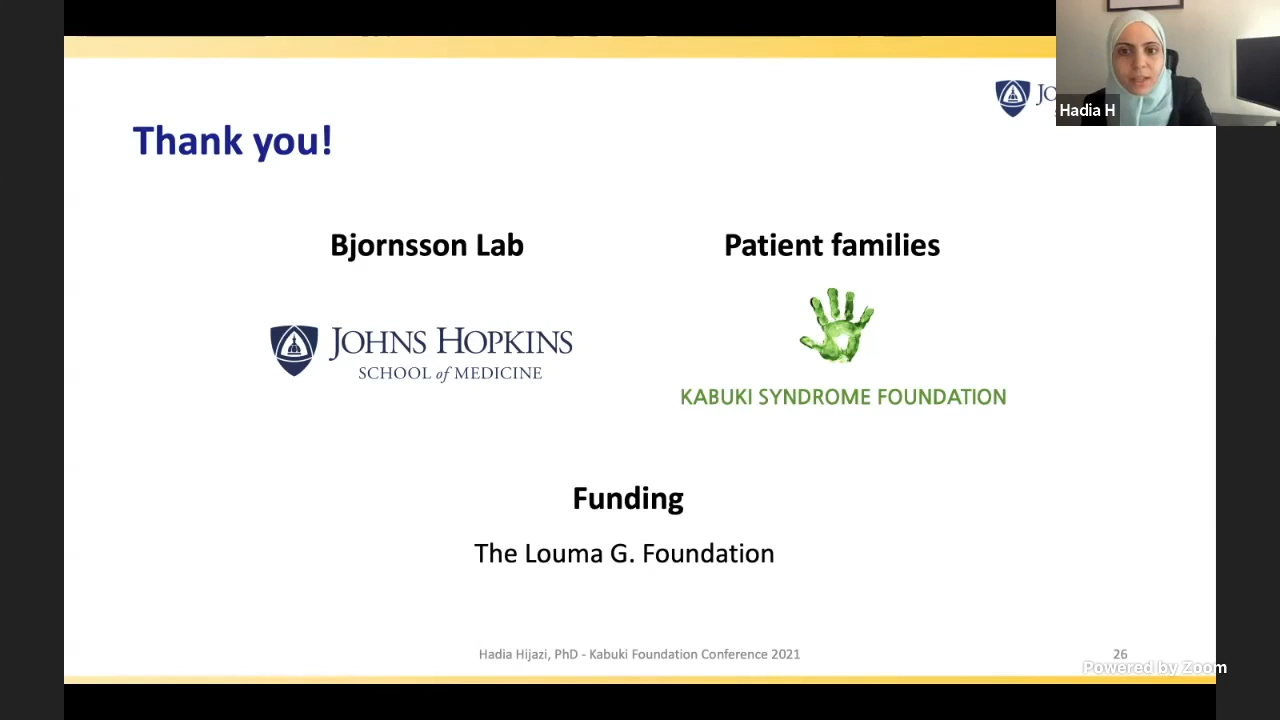 JO
Hadia H
Thank you!
Bjornsson Lab
Patient families
JOHNS HOPKINS
SCHOOL of MEDICINE
KABUKI SYNDROME FOUNDATION
Funding
The Louma G. Foundation
Hadia Hijazi, PhD - Kabuki Foundation Conference 2021
26
Powered by Zoom